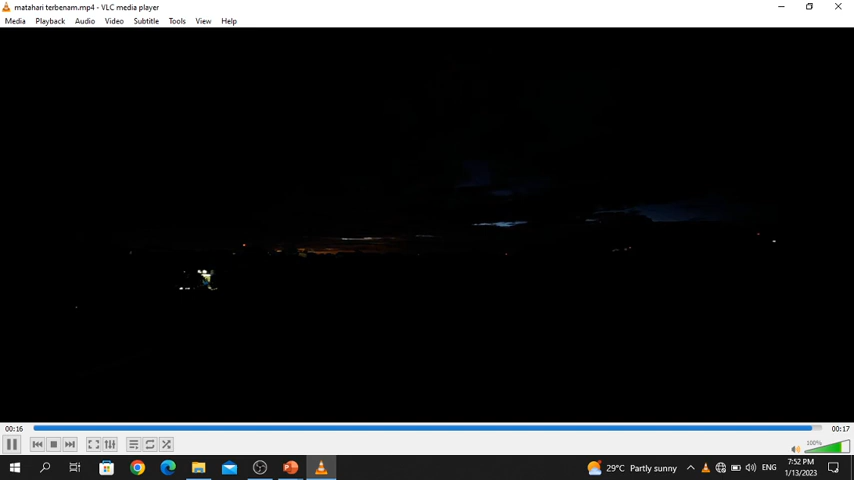 matahari terbenam.mp4 - VLC media player
Media Playback Audio Video Subtitle Tools View Help
00:16
00:17
100%
29°C Partly sunny
ENG
7:52 PM
1/13/2023